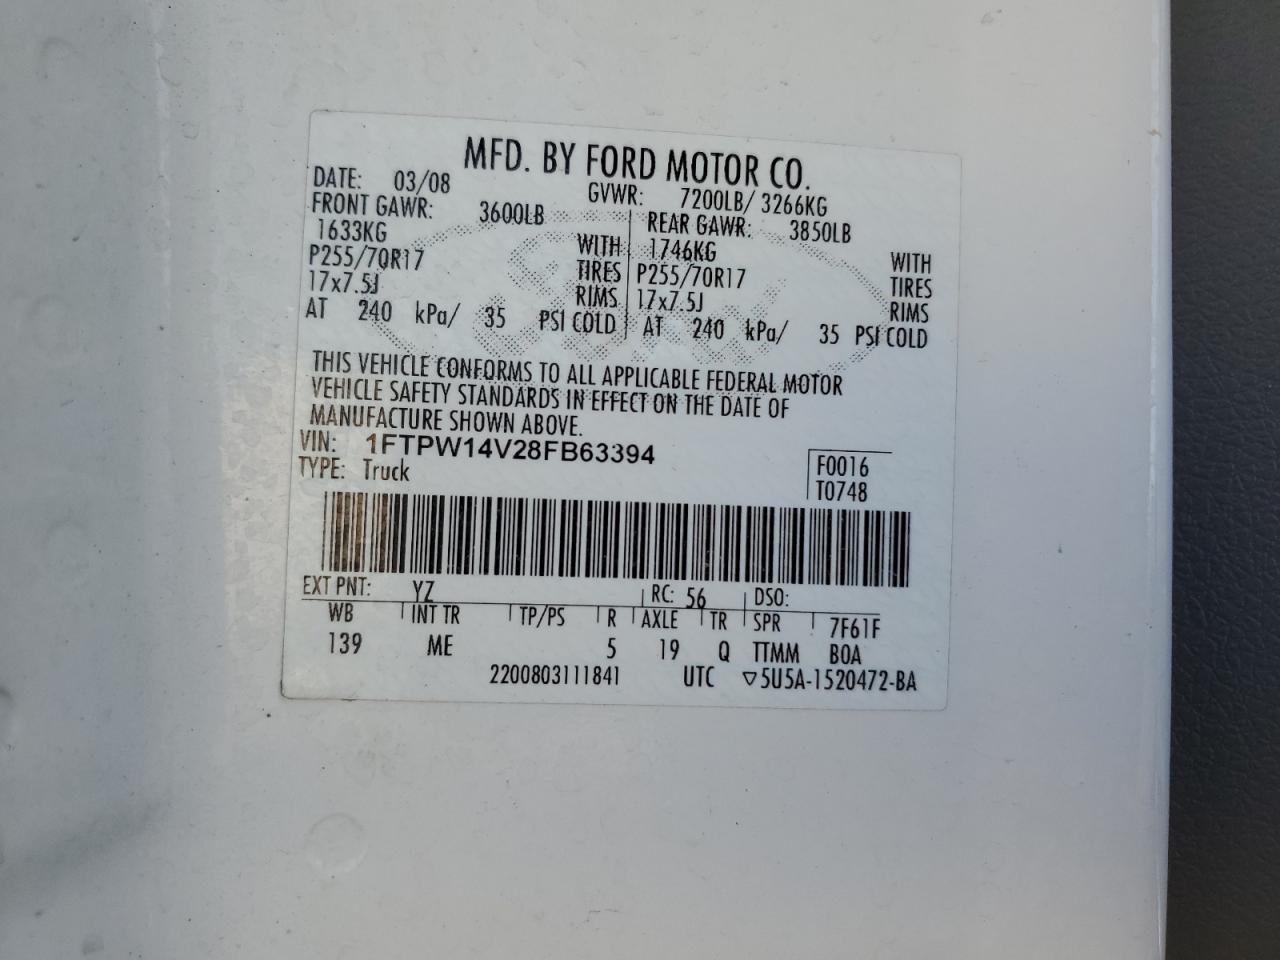 MFD. BY FORD MOTOR CO.
DATE: 03/08 GVWR: 7200LB/ 3266KG
FRONT GAWR: 3600LB REAR GAWR: 3850LB
1633KG WITH 1746KG WITH
P255/70R17 TIRES P255/70R17 TIRES
17x7.5J RIMS 17x7.5J RIMS
AT 240 kPa/ 35 PSI COLD AT 240 kPa/ 35 PSI COLD
THIS VEHICLE CONFORMS TO ALL APPLICABLE FEDERAL MOTOR
VEHICLE SAFETY STANDARDS IN EFFECT ON THE DATE OF
MANUFACTURE SHOWN ABOVE.
VIN: 1FTPW14V28FB63394 F0016
TYPE: Truck T0748
EXT PNT: YZ RC: 56 DSO:
WB INT TR TP/PS R AXLE TR SPR 7F61F
139 ME 5 19 Q TTMM BOA
2200803111841 UTC ▽5U5A-1520472-BA